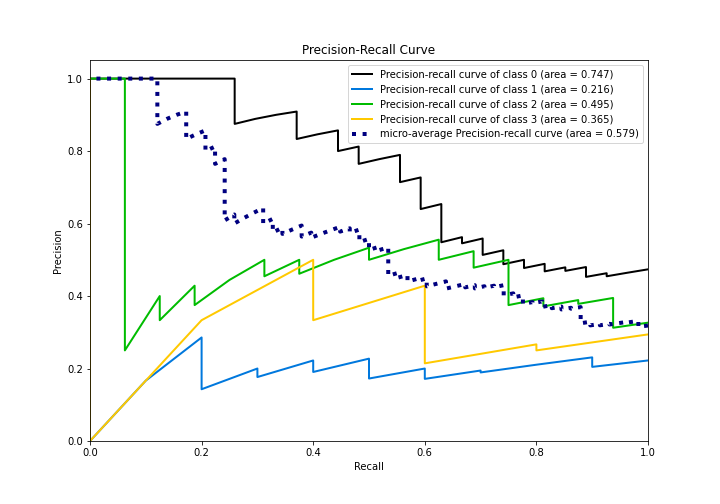 Precision-Recall Curve
Precision-recall curve of class 0 (area = 0.747)
Precision-recall curve of class 1 (area = 0.216)
Precision-recall curve of class 2 (area = 0.495)
Precision-recall curve of class 3 (area = 0.365)
micro-average Precision-recall curve (area = 0.579)
1.0
0.8
0.6
0.4
0.2
0.0
Precision
0.0 0.2 0.4 0.6 0.8 1.0
Recall